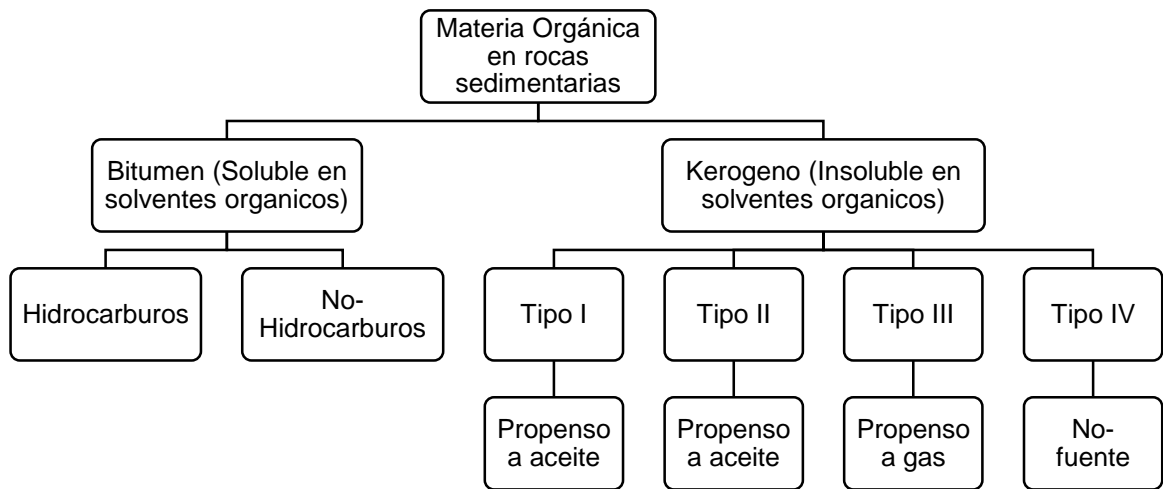 Materia Orgánica
en rocas
sedimentarias
Bitumen (Soluble en
solventes organicos)
Kerogeno (Insoluble en
solventes organicos)
Hidrocarburos
No-
Hidrocarburos
Tipo I
Tipo II
Tipo III
Tipo IV
Propenso
a aceite
Propenso
a aceite
Propenso
a gas
No-
fuente